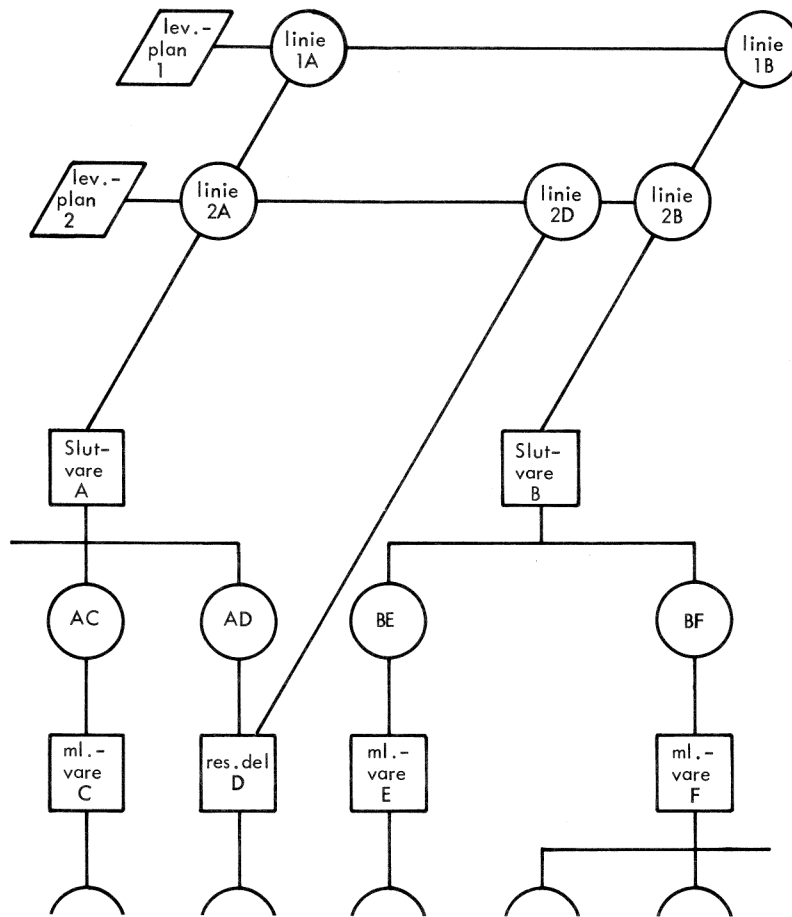 lev.-
plan
1
linie
1A
linie
1B
lev.-
plan
2
linie
2A
linie
2D
linie
2B
Slut-
vare
A
Slut-
vare
B
AC
AD
BE
BF
ml.-
vare
C
res.del
D
ml.-
vare
E
ml.-
vare
F